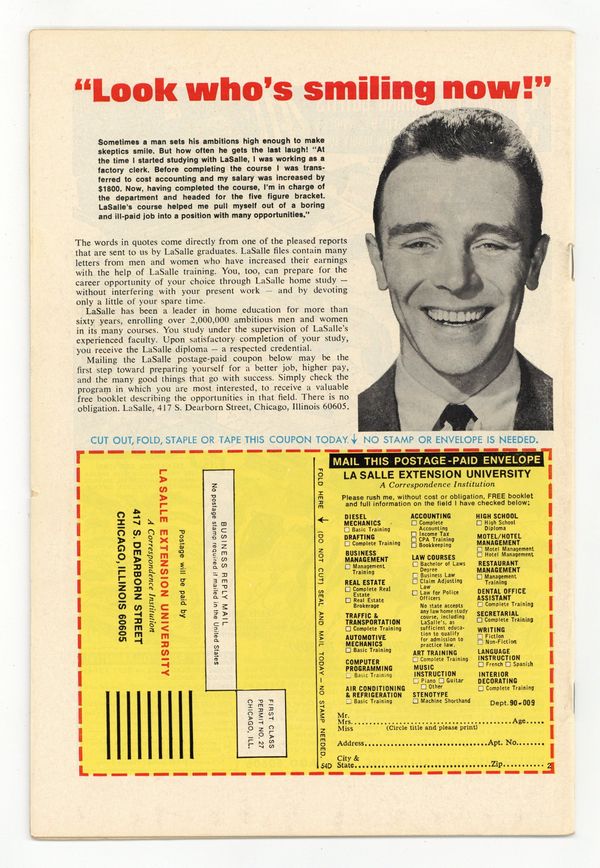 “Look who’s smiling now!”
Sometimes a man sets his ambitions high enough to make
skeptics smile. But how often he gets the last laugh! “At
the time I started studying with LaSalle, I was working as a
factory clerk. Before completing the course I was trans-
ferred to cost accounting and my salary was increased by
$1800. Now, having completed the course, I’m in charge of
the department and headed for the five figure bracket.
LaSalle’s course helped me pull myself out of a boring
and ill-paid job into a position with many opportunities.”
The words in quotes come directly from one of the pleased reports
that are sent to us by LaSalle graduates. LaSalle files contain many
letters from men and women who have increased their earnings
with the help of LaSalle training. You, too, can prepare for the
career opportunity of your choice through LaSalle home study —
without interfering with your present work — and by devoting
only a little of your spare time.
LaSalle has been a leader in home education for more than
sixty years, enrolling over 2,000,000 ambitious men and women
in its many courses. You study under the supervision of LaSalle’s
experienced faculty. Upon satisfactory completion of your study,
you receive the LaSalle diploma — a respected credential.
Mailing the LaSalle postage-paid coupon below may be the
first step toward preparing yourself for a better job, higher pay,
and the many good things that go with success. Simply check the
program in which you are most interested, to receive a valuable
free booklet describing the opportunities in that field. There is no
obligation. LaSalle, 417 S. Dearborn Street, Chicago, Illinois 60605.
CUT OUT, FOLD, STAPLE OR TAPE THIS COUPON TODAY ↓ NO STAMP OR ENVELOPE IS NEEDED.
BUSINESS REPLY MAIL
No postage stamp required if mailed in the United States
FIRST CLASS
PERMIT NO. 27
CHICAGO, ILL.
Postage will be paid by
LA SALLE EXTENSION UNIVERSITY
A Correspondence Institution
417 S. DEARBORN STREET
CHICAGO, ILLINOIS 60605
FOLD HERE → (DO NOT CUT) SEAL AND MAIL TODAY — NO STAMP NEEDED
54D
MAIL THIS POSTAGE-PAID ENVELOPE
LA SALLE EXTENSION UNIVERSITY
A Correspondence Institution
Please rush me, without cost or obligation, FREE booklet
and full information on the field I have checked below:
DIESEL
MECHANICS
☐ Basic Training
DRAFTING
☐ Complete Training
BUSINESS
MANAGEMENT
☐ Management
Training
REAL ESTATE
☐ Complete Real
Estate
☐ Real Estate
Brokerage
TRAFFIC &
TRANSPORTATION
☐ Complete Training
AUTOMOTIVE
MECHANICS
☐ Basic Training
COMPUTER
PROGRAMMING
☐ Basic Training
AIR CONDITIONING
& REFRIGERATION
☐ Basic Training
ACCOUNTING
☐ Complete
Accounting
☐ Income Tax
☐ CPA Training
☐ Bookkeeping
LAW COURSES
☐ Bachelor of Laws
Degree
☐ Business Law
☐ Claim Adjusting
Law
☐ Law for Police
Officers
No state accepts
any law home study
course, including
LaSalle’s, as
sufficient educa-
tion to qualify
for admission to
practice law.
ART TRAINING
☐ Complete Training
MUSIC
INSTRUCTION
☐ Piano ☐ Guitar
☐ Other
STENOTYPE
☐ Machine Shorthand
HIGH SCHOOL
☐ High School
Diploma
MOTEL/HOTEL
MANAGEMENT
☐ Motel Management
☐ Hotel Management
RESTAURANT
MANAGEMENT
☐ Management
Training
DENTAL OFFICE
ASSISTANT
☐ Complete Training
SECRETARIAL
☐ Complete Training
WRITING
☐ Fiction
☐ Non-Fiction
LANGUAGE
INSTRUCTION
☐ French ☐ Spanish
INTERIOR
DECORATING
☐ Complete Training
Dept. 90-009
Mr.
Mrs. Age
Miss (Circle title and please print)
Address Apt. No.
City &
State Zip 2